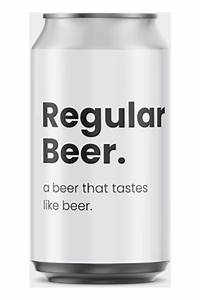 Regular
Beer.
a beer that tastes
like beer.